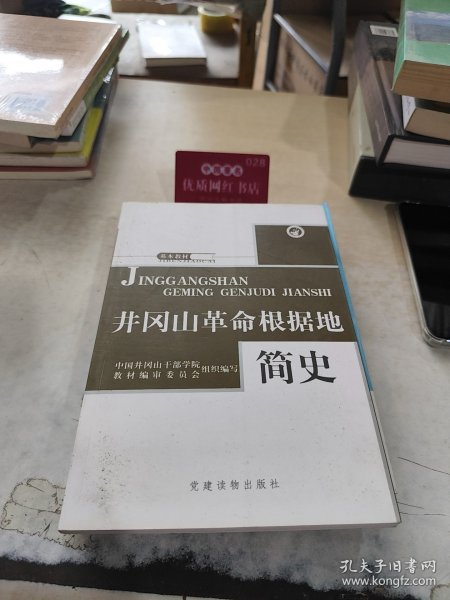 028
优质网红书店
基本教材
JINGGANGSHAN
GEMING GENJUDI JIANSHI
井冈山革命根据地
简史
中国井冈山干部学院
教材编审委员会
组织编写
党建读物出版社
孔夫子旧书网
www.kongfz.com